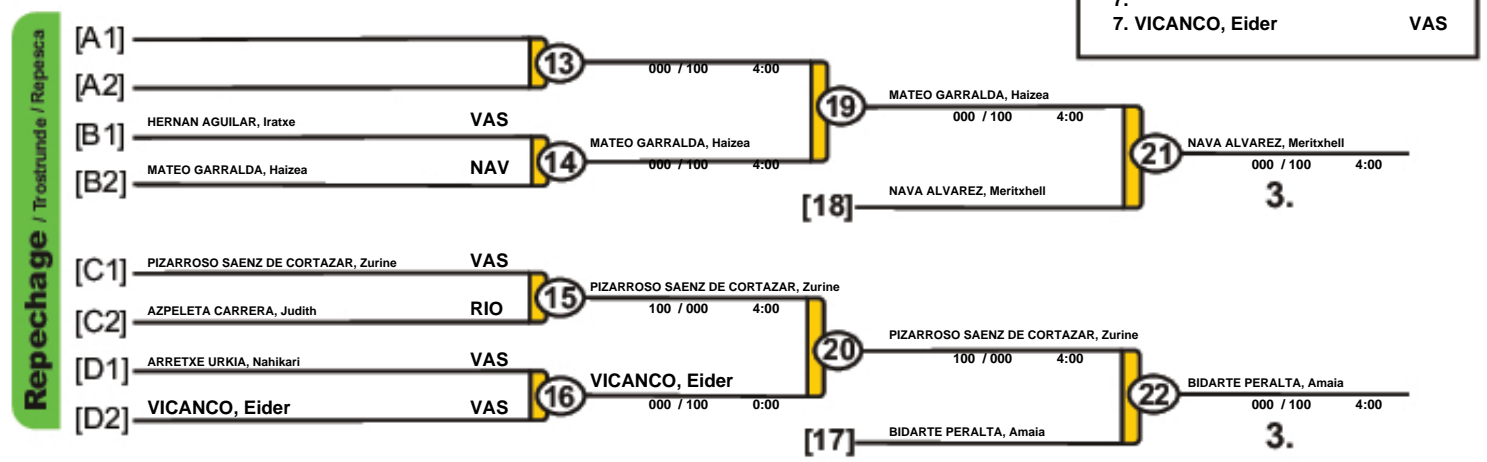 7.
7. VICANCO, Eider VAS
Repechage / Trostrunde / Repesca
[A1]
[A2]
13
000 / 100 4:00
[B1] HERNAN AGUILAR, Iratxe VAS
[B2] MATEO GARRALDA, Haizea NAV
14
MATEO GARRALDA, Haizea
000 / 100 4:00
19
MATEO GARRALDA, Haizea
000 / 100 4:00
[18] NAVA ALVAREZ, Meritxhell
21
NAVA ALVAREZ, Meritxhell
000 / 100 4:00
3.
[C1] PIZARROSO SAENZ DE CORTAZAR, Zurine VAS
[C2] AZPELETA CARRERA, Judith RIO
15
PIZARROSO SAENZ DE CORTAZAR, Zurine
100 / 000 4:00
[D1] ARRETXE URKIA, Nahikari VAS
[D2] VICANCO, Eider VAS
16
VICANCO, Eider
000 / 100 0:00
20
PIZARROSO SAENZ DE CORTAZAR, Zurine
100 / 000 4:00
[17] BIDARTE PERALTA, Amaia
22
BIDARTE PERALTA, Amaia
000 / 100 4:00
3.